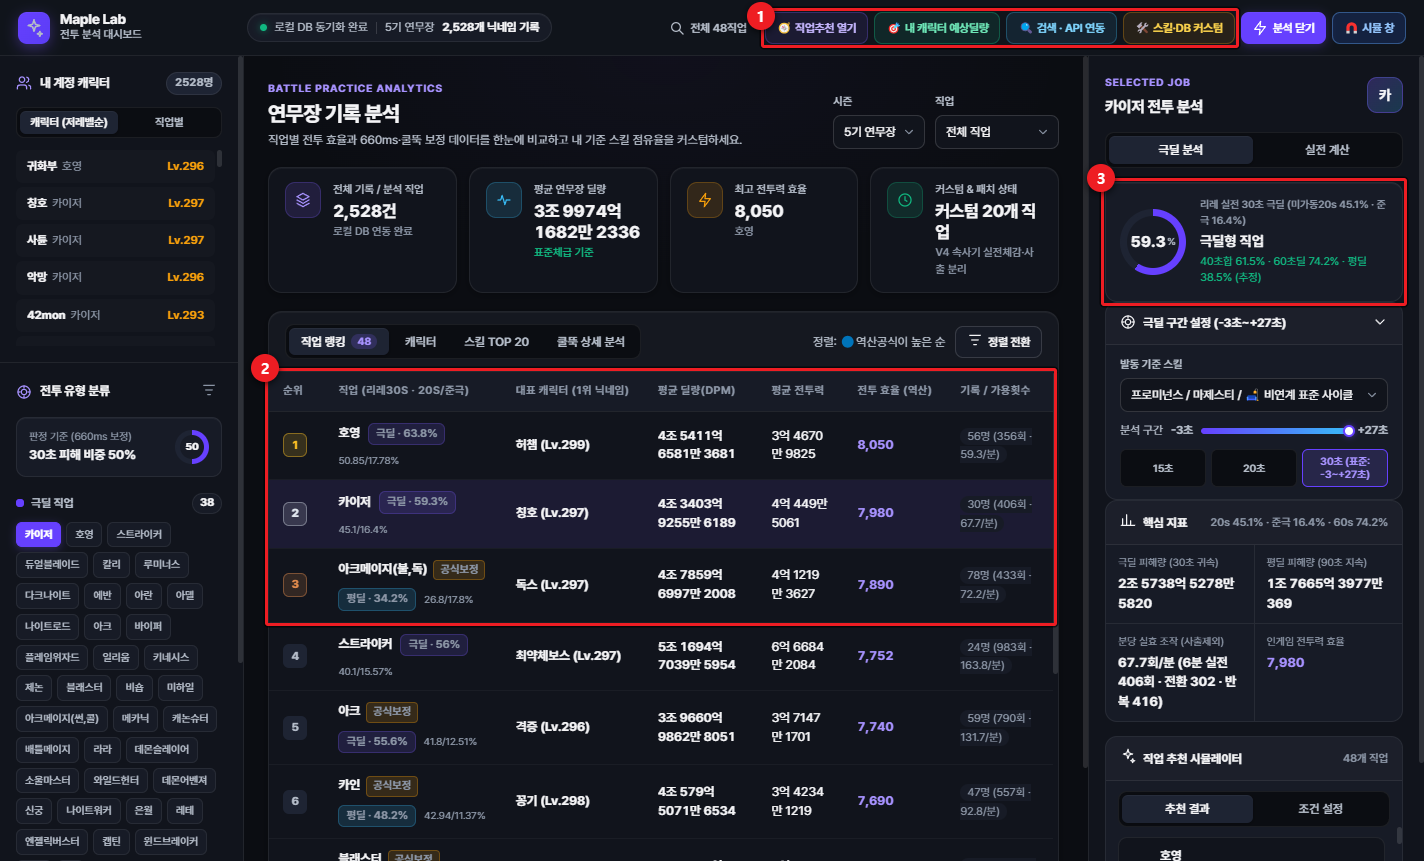 Maple Lab
전투 분석 대시보드
로컬 DB 동기화 완료
5기 연무장 2,528개 닉네임 기록
전체 48직업
1
직업추천 열기
내 캐릭터 예상딜량
검색·API 연동
스킬·DB 커스텀
분석 닫기
시뮬 창
내 계정 캐릭터
2528명
캐릭터 (저레벨순)
직업별
귀화부 호영
Lv.296
청호 카이저
Lv.297
사돈 카이저
Lv.297
악망 카이저
Lv.296
42mon 카이저
Lv.293
전투 유형 분류
판정 기준 (660ms 보정)
30초 피해 비중 50%
50
극딜 직업
38
카이저
호영
스트라이커
듀얼블레이드
칼리
루미너스
다크나이트
에반
아란
아델
나이트로드
아크
바이퍼
플레임위자드
일리움
키네시스
제논
블래스터
비숍
미하일
아크메이지(썬,콜)
메카닉
캐논슈터
배틀메이지
라라
데몬슬레이어
소울마스터
와일드헌터
데몬어벤져
신궁
나이트워커
은월
레테
엔젤릭버스터
캡틴
윈드브레이커
BATTLE PRACTICE ANALYTICS
연무장 기록 분석
직업별 전투 효율과 660ms·쿨뚝 보정 데이터를 한눈에 비교하고 내 기준 스킬 점유율을 커스텀하세요.
시즌
5기 연무장
직업
전체 직업
전체 기록 / 분석 직업
2,528건
로컬 DB 연동 완료
평균 연무장 딜량
3조 9974억
1682만 2336
표준체급 기준
최고 전투력 효율
8,050
호영
커스텀 & 패치 상태
커스텀 20개 직
업
V4 속사기 실전체감·사
출 분리
직업 랭킹 48
캐릭터
스킬 TOP 20
쿨뚝 상세 분석
정렬:
역산공식이 높은 순
정렬 전환
2
순위
직업 (리레30S · 20S/준극)
대표 캐릭터 (1위 닉네임)
평균 딜량(DPM)
평균 전투력
전투 효율 (역산)
기록 / 가용횟수
1
호영
극딜 · 63.8%
50.85/17.78%
허챔 (Lv.299)
4조 5411억
6581만 3681
3억 4670
만 9825
8,050
56명 (356회 ·
59.3/분)
2
카이저
극딜 · 59.3%
45.1/16.4%
청호 (Lv.297)
4조 3403억
9255만 6189
4억 449만
5061
7,980
30명 (406회 ·
67.7/분)
3
아크메이지(불,독)
공식보정
평딜 · 34.2%
26.8/17.8%
독스 (Lv.297)
4조 7859억
6997만 2008
4억 1219
만 3627
7,890
78명 (433회 ·
72.2/분)
4
스트라이커
극딜 · 56%
40.1/15.57%
최약체보스 (Lv.297)
5조 1694억
7039만 5954
6억 6684
만 2084
7,752
24명 (983회 ·
163.8/분)
5
아크
공식보정
극딜 · 55.6%
41.8/12.51%
격증 (Lv.296)
3조 9660억
9862만 8051
3억 7147
만 1701
7,740
59명 (790회 ·
131.7/분)
6
카인
공식보정
평딜 · 48.2%
42.94/11.37%
꽁기 (Lv.298)
4조 579억
5071만 6534
3억 4234
만 1219
7,690
47명 (557회 ·
92.8/분)
블래스터
공식보정
SELECTED JOB
카이저 전투 분석
카
극딜 분석
실전 계산
3
59.3%
리레 실전 30초 극딜 (미가동20s 45.1% · 준
극 16.4%)
극딜형 직업
40초합 61.5% · 60초딜 74.2% · 평딜
38.5% (추정)
극딜 구간 설정 (-3초~+27초)
발동 기준 스킬
프로미넌스 / 마제스티 / 비연계 표준 사이클
분석 구간 -3초
+27초
15초
20초
30초 (표준:
-3~+27초)
핵심 지표
20s 45.1% · 준극 16.4% · 60s 74.2%
극딜 피해량 (30초 귀속)
2조 5738억 5278만
5820
평딜 피해량 (90초 지속)
1조 7665억 3977만
369
분당 실효 조작 (사출제외)
67.7회/분 (6분 실전
406회 · 전환 302 · 반
복 416)
인게임 전투력 효율
7,980
직업 추천 시뮬레이터
48개 직업
추천 결과
조건 설정
호영